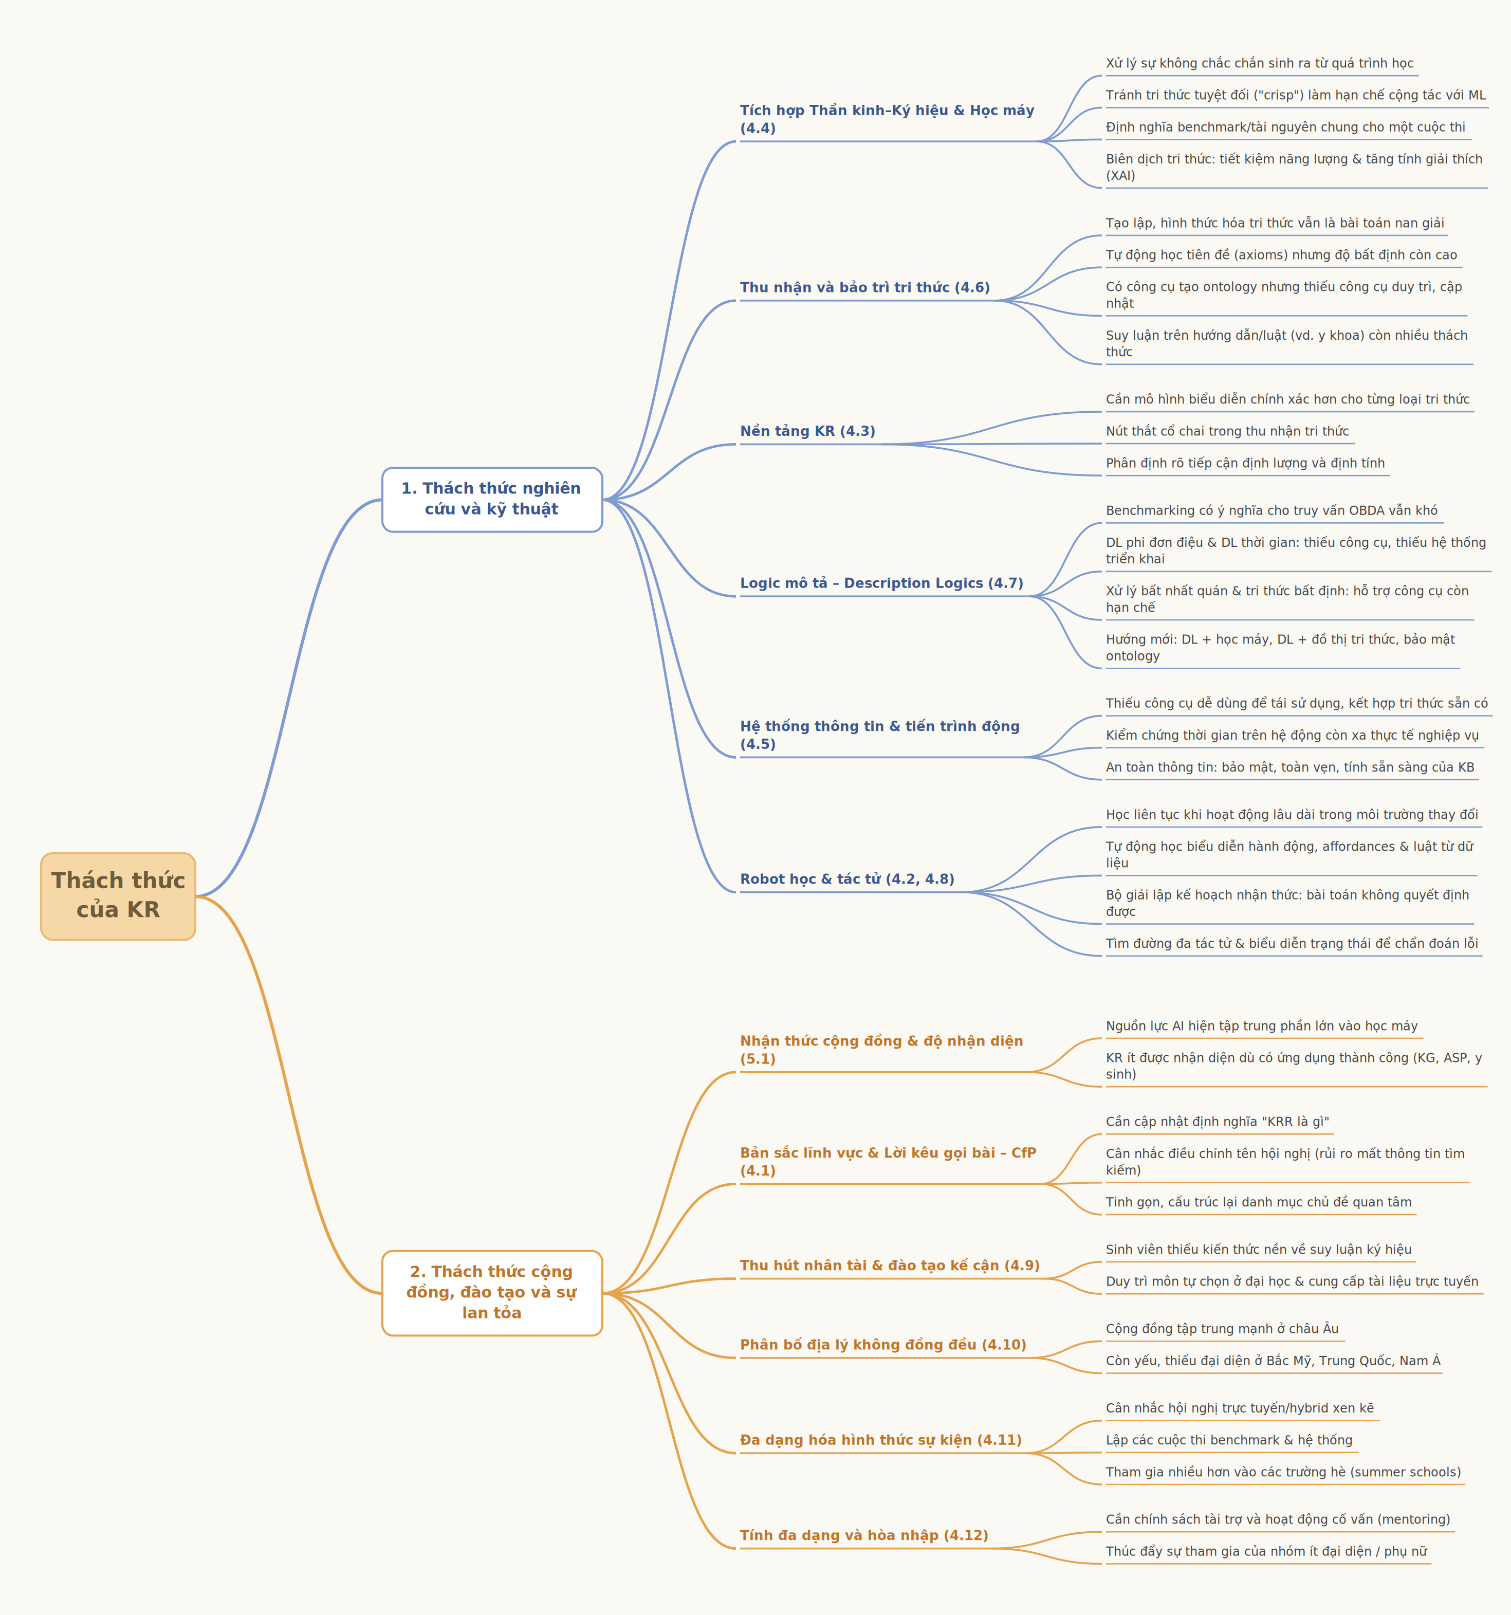 Thách thức
của KR
1. Thách thức nghiên
cứu và kỹ thuật
Tích hợp Thần kinh–Ký hiệu & Học máy
(4.4)
Xử lý sự không chắc chắn sinh ra từ quá trình học
Tránh tri thức tuyệt đối ("crisp") làm hạn chế cộng tác với ML
Định nghĩa benchmark/tài nguyên chung cho một cuộc thi
Biên dịch tri thức: tiết kiệm năng lượng & tăng tính giải thích
(XAI)
Thu nhận và bảo trì tri thức (4.6)
Tạo lập, hình thức hóa tri thức vẫn là bài toán nan giải
Tự động học tiên đề (axioms) nhưng độ bất định còn cao
Có công cụ tạo ontology nhưng thiếu công cụ duy trì, cập
nhật
Suy luận trên hướng dẫn/luật (vd. y khoa) còn nhiều thách
thức
Nền tảng KR (4.3)
Cần mô hình biểu diễn chính xác hơn cho từng loại tri thức
Nút thắt cổ chai trong thu nhận tri thức
Phân định rõ tiếp cận định lượng và định tính
Logic mô tả – Description Logics (4.7)
Benchmarking có ý nghĩa cho truy vấn OBDA vẫn khó
DL phi đơn điệu & DL thời gian: thiếu công cụ, thiếu hệ thống
triển khai
Xử lý bất nhất quán & tri thức bất định: hỗ trợ công cụ còn
hạn chế
Hướng mới: DL + học máy, DL + đồ thị tri thức, bảo mật
ontology
Hệ thống thông tin & tiến trình động
(4.5)
Thiếu công cụ dễ dùng để tái sử dụng, kết hợp tri thức sẵn có
Kiểm chứng thời gian trên hệ động còn xa thực tế nghiệp vụ
An toàn thông tin: bảo mật, toàn vẹn, tính sẵn sàng của KB
Robot học & tác tử (4.2, 4.8)
Học liên tục khi hoạt động lâu dài trong môi trường thay đổi
Tự động học biểu diễn hành động, affordances & luật từ dữ
liệu
Bộ giải lập kế hoạch nhận thức: bài toán không quyết định
được
Tìm đường đa tác tử & biểu diễn trạng thái để chẩn đoán lỗi
2. Thách thức cộng
đồng, đào tạo và sự
lan tỏa
Nhận thức cộng đồng & độ nhận diện
(5.1)
Nguồn lực AI hiện tập trung phần lớn vào học máy
KR ít được nhận diện dù có ứng dụng thành công (KG, ASP, y
sinh)
Bản sắc lĩnh vực & Lời kêu gọi bài – CfP
(4.1)
Cần cập nhật định nghĩa "KRR là gì"
Cân nhắc điều chỉnh tên hội nghị (rủi ro mất thông tin tìm
kiếm)
Tinh gọn, cấu trúc lại danh mục chủ đề quan tâm
Thu hút nhân tài & đào tạo kế cận (4.9)
Sinh viên thiếu kiến thức nền về suy luận ký hiệu
Duy trì môn tự chọn ở đại học & cung cấp tài liệu trực tuyến
Phân bố địa lý không đồng đều (4.10)
Cộng đồng tập trung mạnh ở châu Âu
Còn yếu, thiếu đại diện ở Bắc Mỹ, Trung Quốc, Nam Á
Đa dạng hóa hình thức sự kiện (4.11)
Cân nhắc hội nghị trực tuyến/hybrid xen kẽ
Lập các cuộc thi benchmark & hệ thống
Tham gia nhiều hơn vào các trường hè (summer schools)
Tính đa dạng và hòa nhập (4.12)
Cần chính sách tài trợ và hoạt động cố vấn (mentoring)
Thúc đẩy sự tham gia của nhóm ít đại diện / phụ nữ